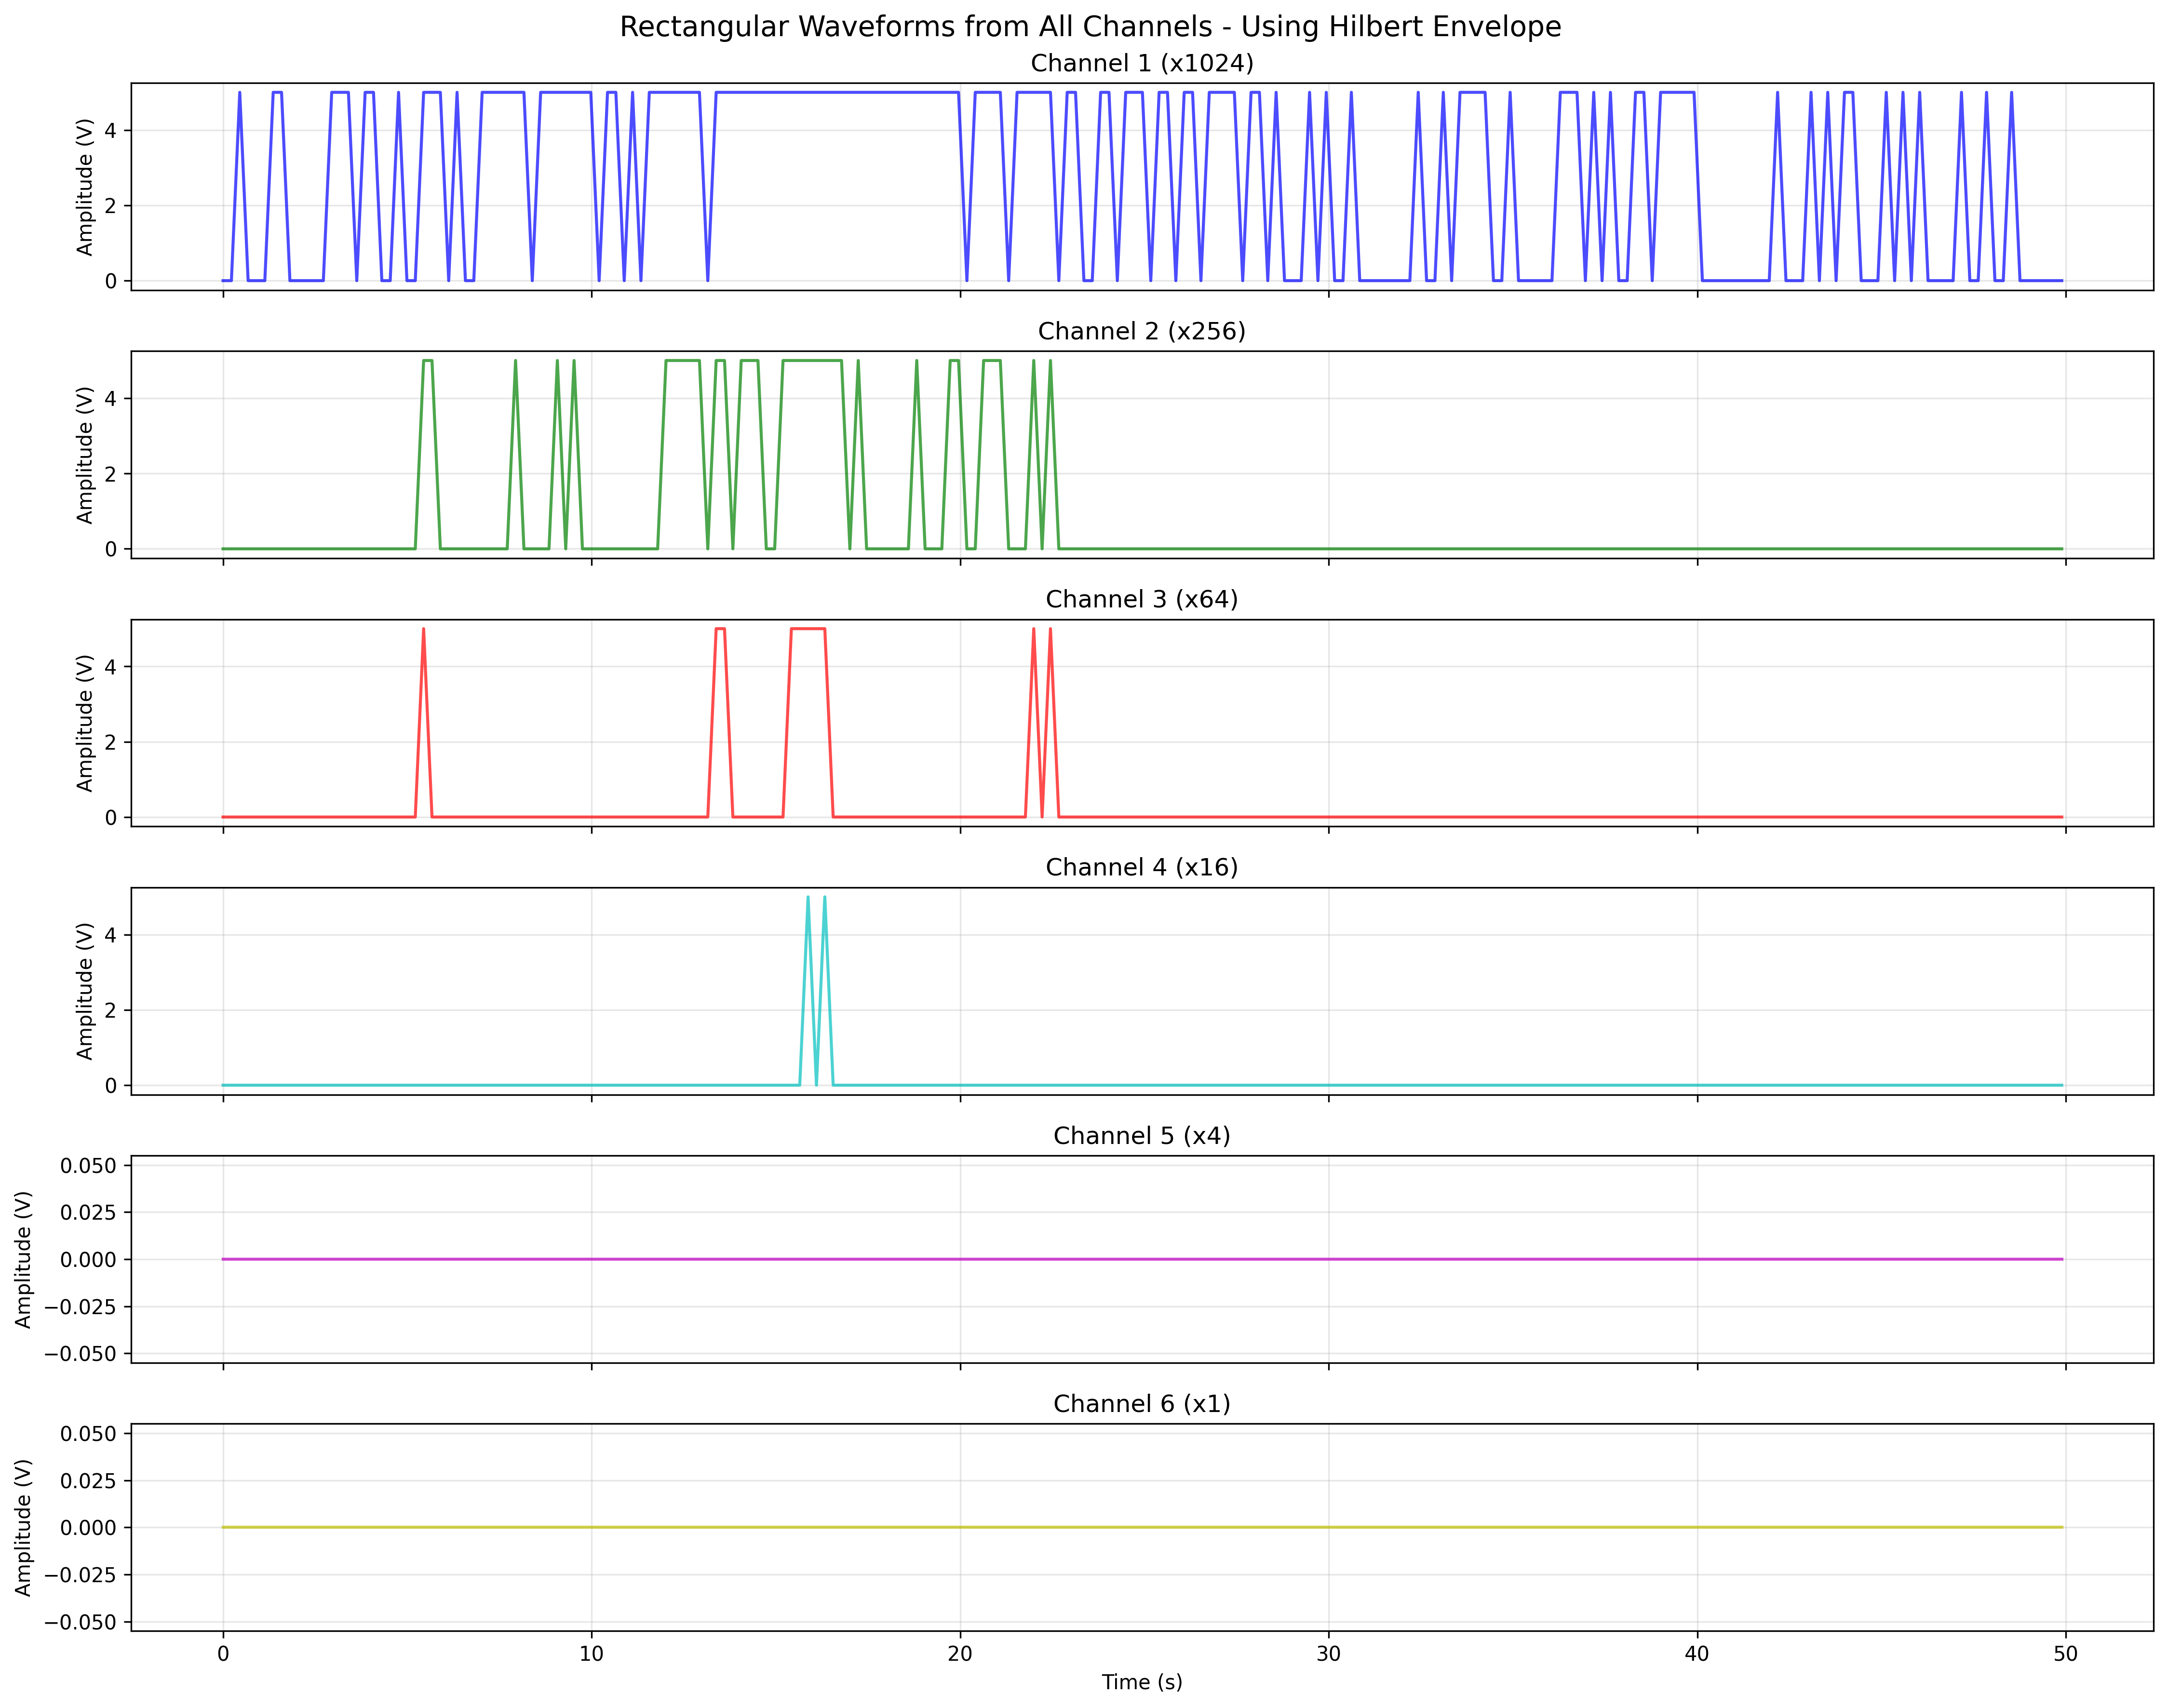 Rectangular Waveforms from All Channels - Using Hilbert Envelope
Channel 1 (x1024)
Amplitude (V)
4
2
0
Channel 2 (x256)
Amplitude (V)
4
2
0
Channel 3 (x64)
Amplitude (V)
4
2
0
Channel 4 (x16)
Amplitude (V)
4
2
0
Channel 5 (x4)
Amplitude (V)
0.050
0.025
0.000
−0.025
−0.050
Channel 6 (x1)
Amplitude (V)
0.050
0.025
0.000
−0.025
−0.050
0 10 20 30 40 50
Time (s)